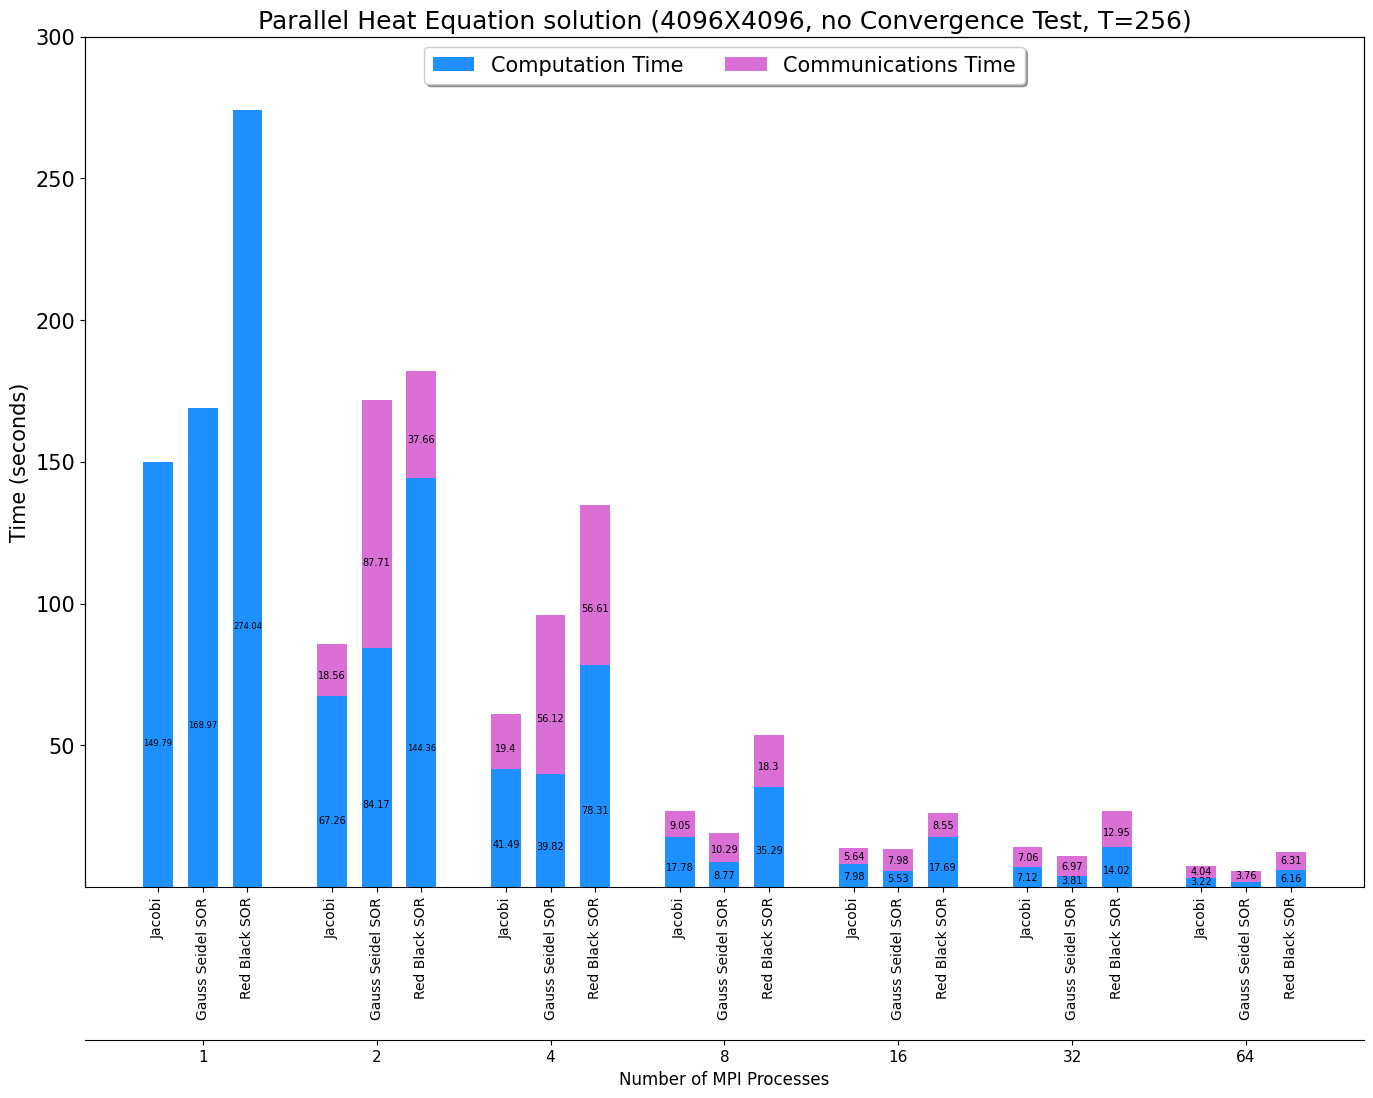 Parallel Heat Equation solution (4096X4096, no Convergence Test, T=256)
Computation Time
Communications Time
Time (seconds)
300
250
200
150
100
50
149.79
168.97
274.04
67.26
18.56
84.17
87.71
144.36
37.66
41.49
19.4
39.82
56.12
78.31
56.61
17.78
9.05
8.77
10.29
35.29
18.3
7.98
5.64
5.53
7.98
17.69
8.55
7.12
7.06
3.81
6.97
14.02
12.95
3.22
4.04
3.76
6.16
6.31
Jacobi
Gauss Seidel SOR
Red Black SOR
Jacobi
Gauss Seidel SOR
Red Black SOR
Jacobi
Gauss Seidel SOR
Red Black SOR
Jacobi
Gauss Seidel SOR
Red Black SOR
Jacobi
Gauss Seidel SOR
Red Black SOR
Jacobi
Gauss Seidel SOR
Red Black SOR
Jacobi
Gauss Seidel SOR
Red Black SOR
1
2
4
8
16
32
64
Number of MPI Processes